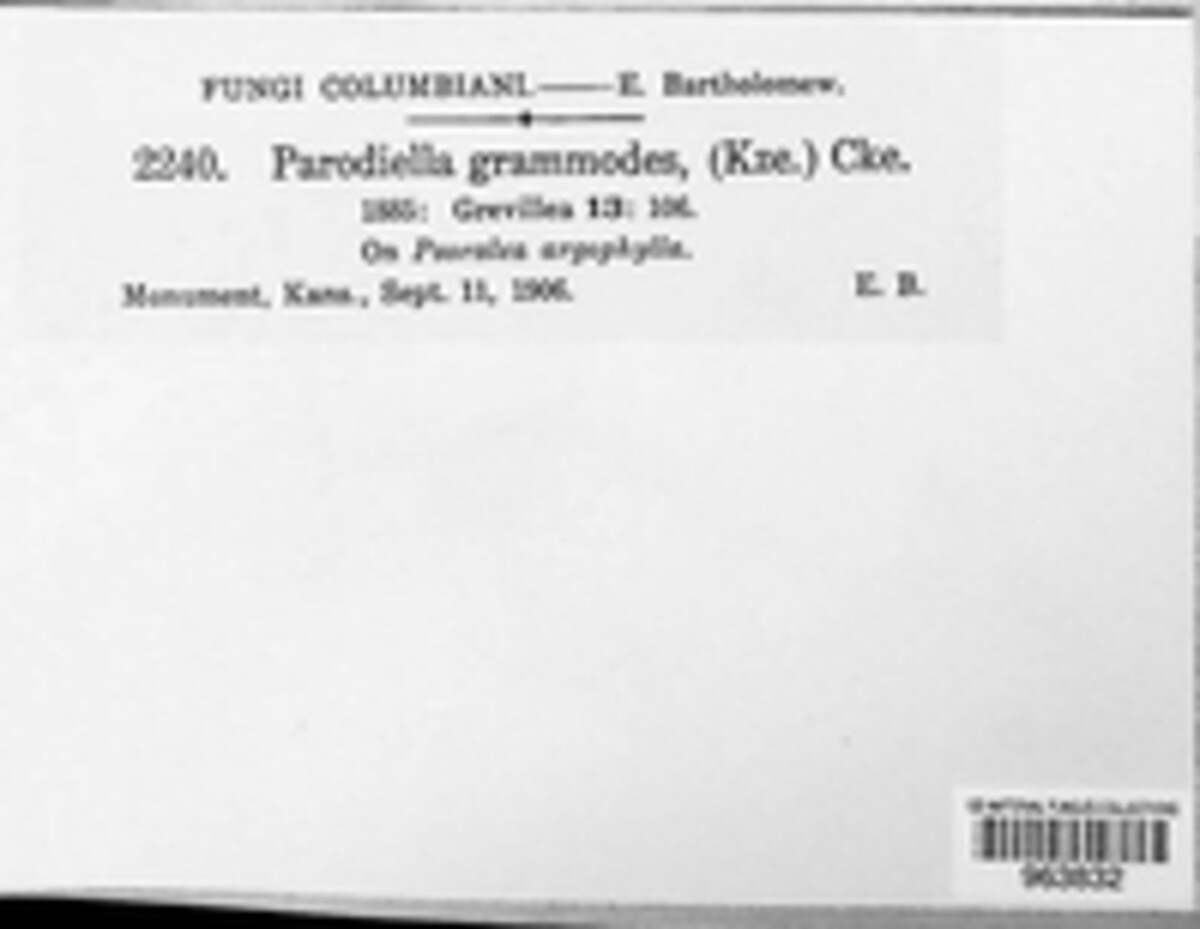 FUNGI COLUMBIANI.——E. Bartholomew.
2240. Parodiella grammodes, (Kze.) Cke.
1885: Grevillea 13: 106.
On Psoralea argophylla.
Monument, Kans., Sept. 11, 1906.
E. B.
963832